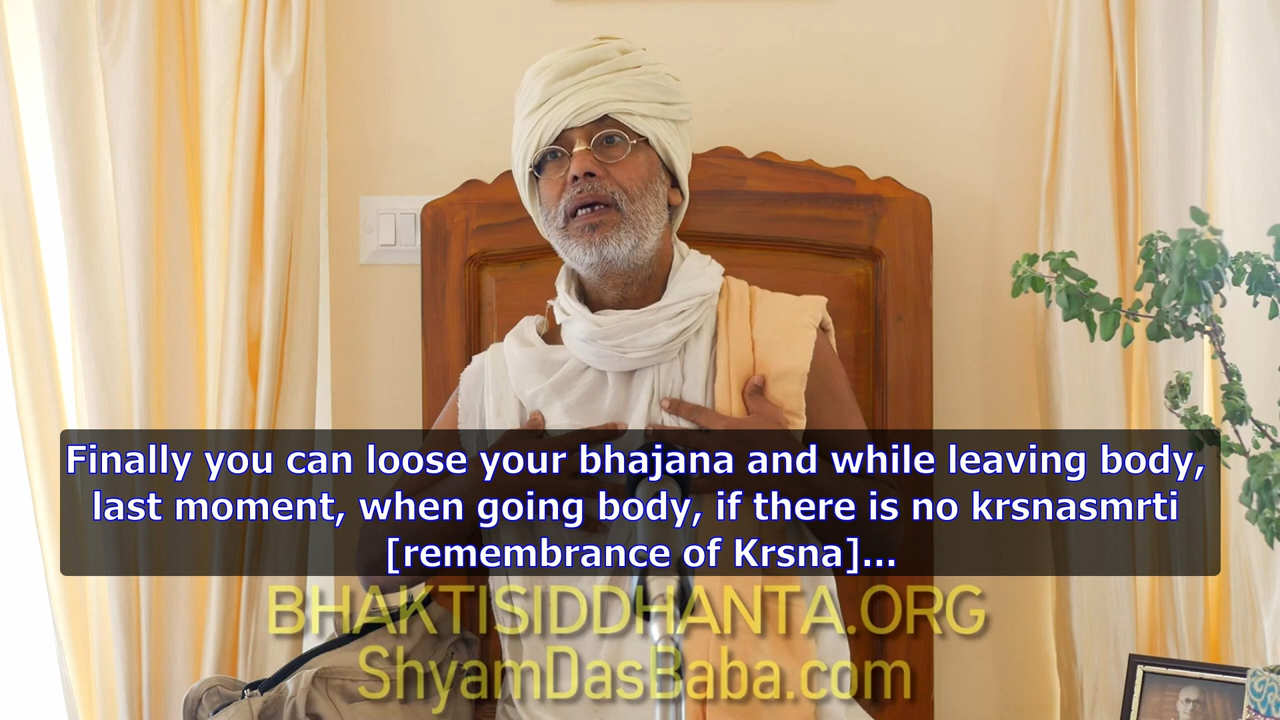 Finally you can loose your bhajana and while leaving body,
last moment, when going body, if there is no krsnasmrti
[remembrance of Krsna]...
BHAKTISIDDHANTA.ORG
ShyamDasBaba.com